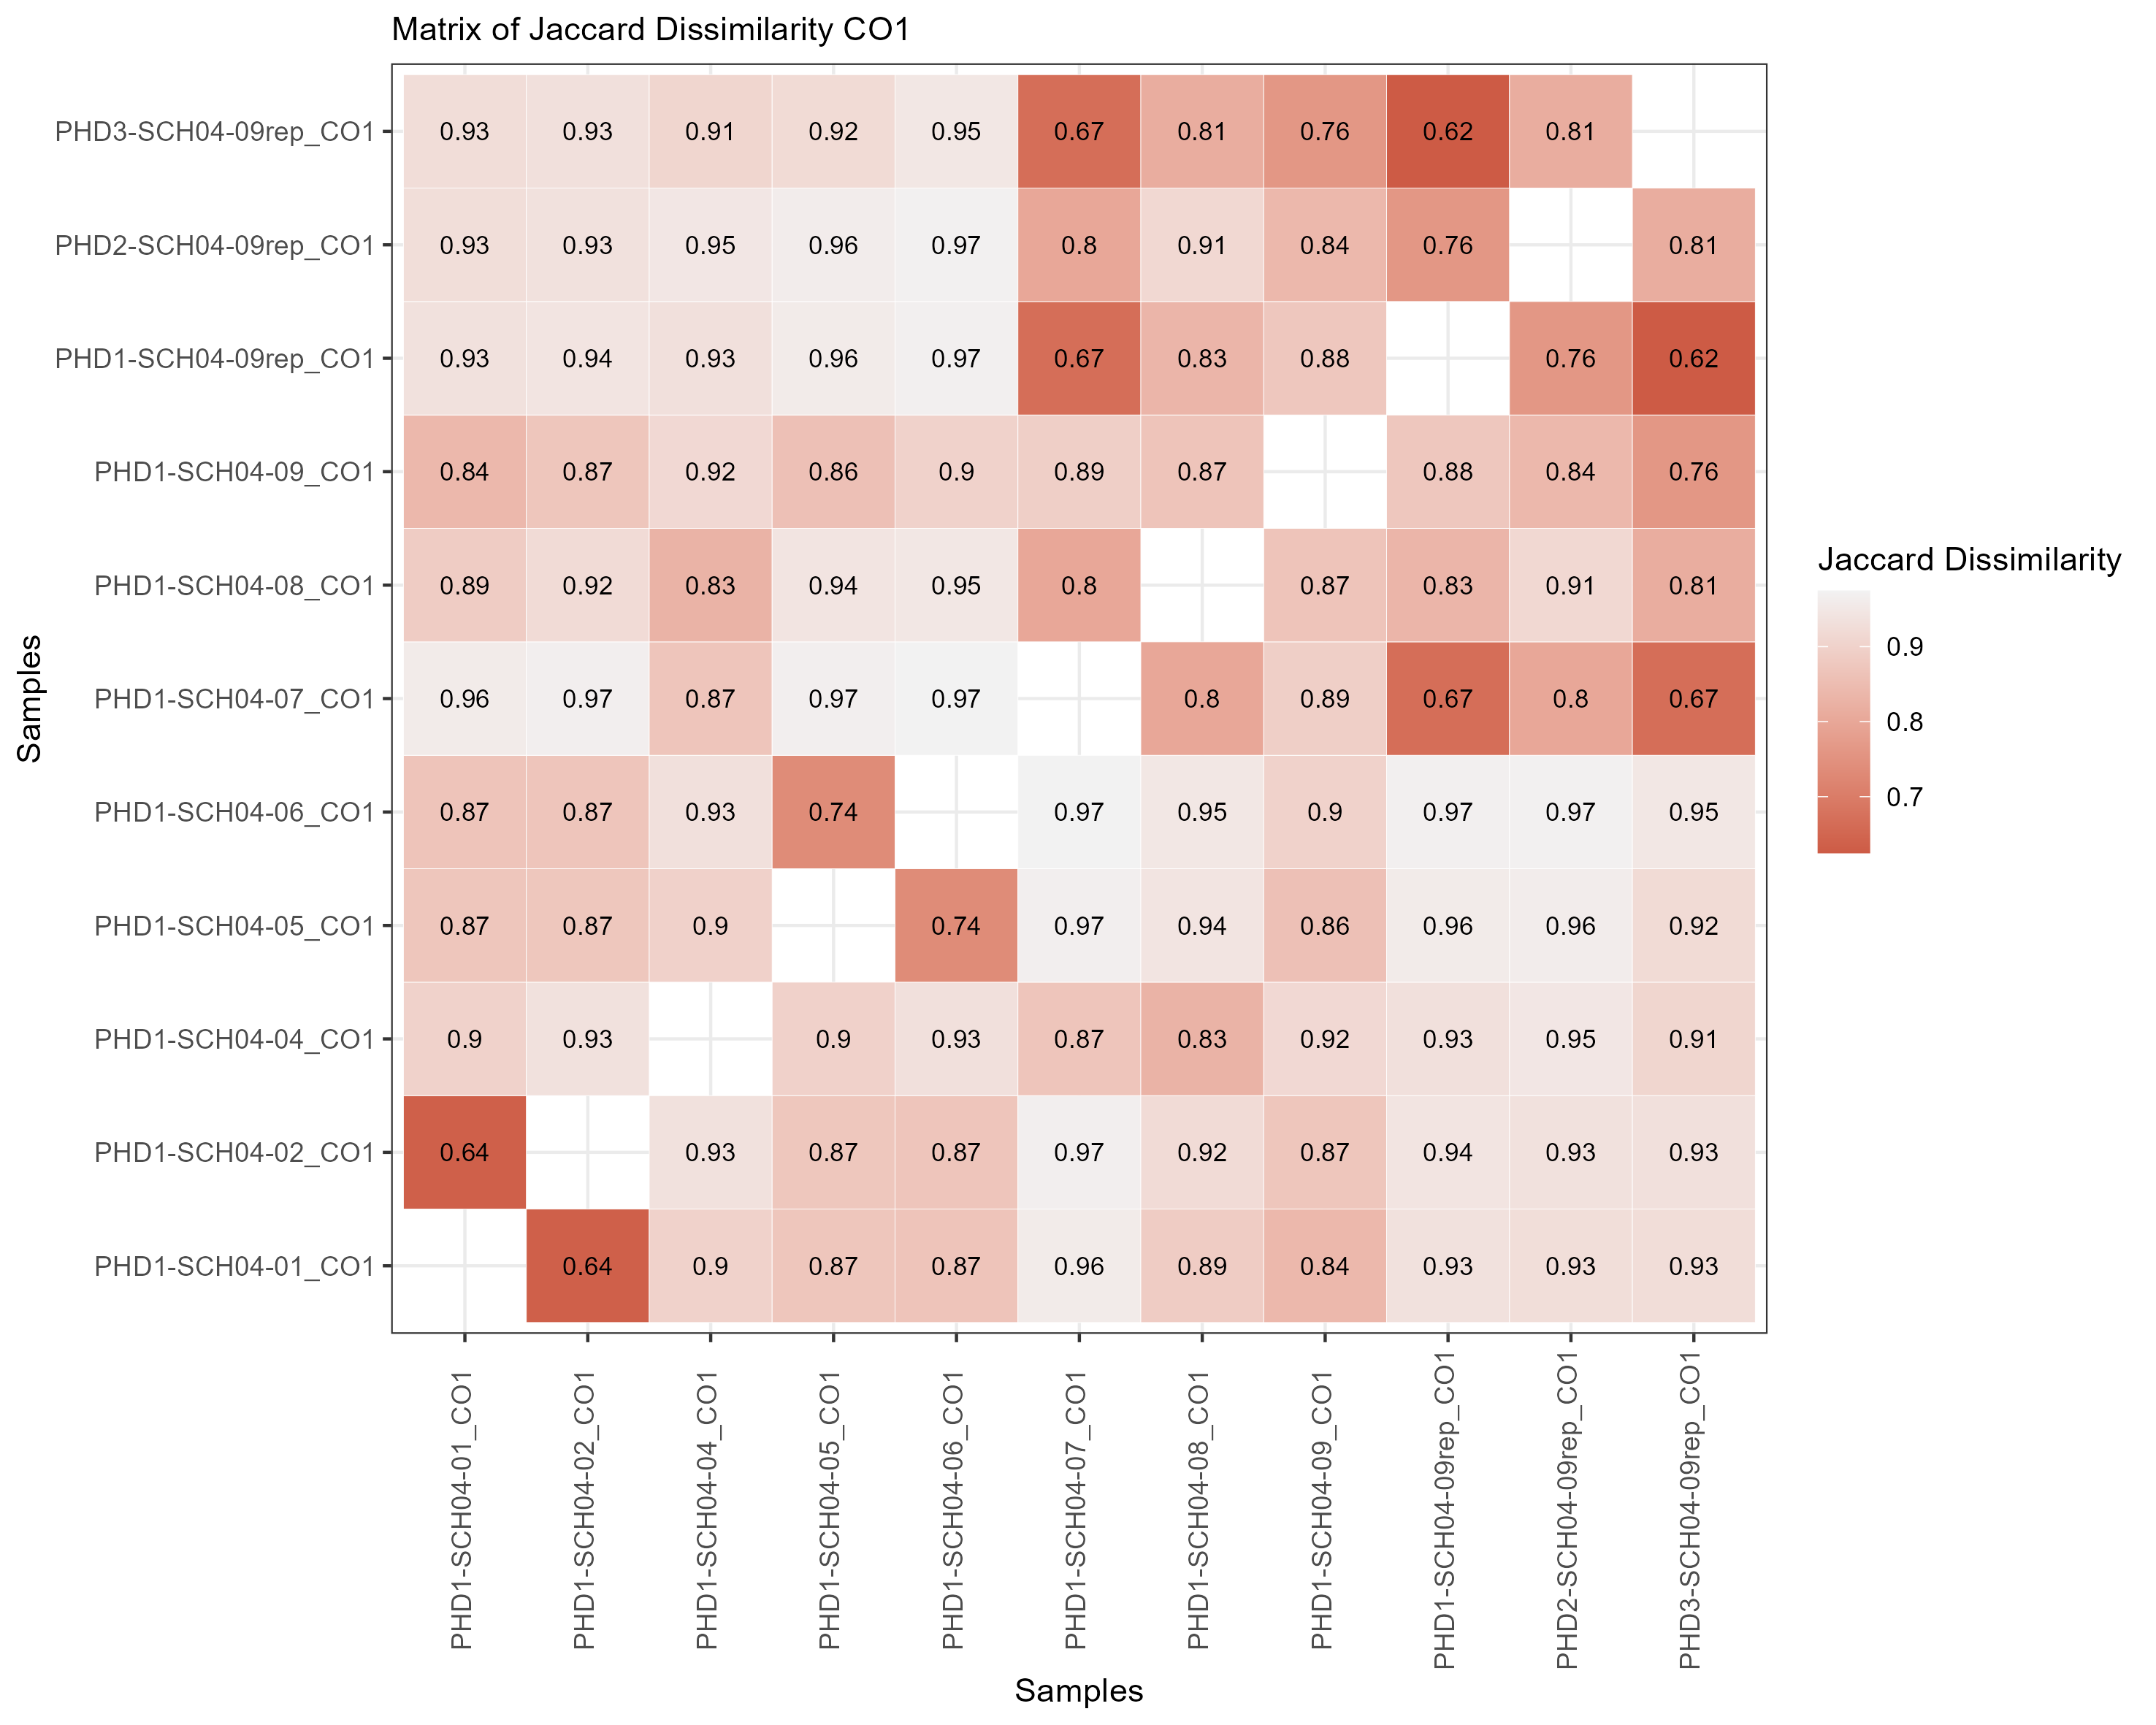 Matrix of Jaccard Dissimilarity CO1
PHD3-SCH04-09rep_CO1 0.93 0.93 0.91 0.92 0.95 0.67 0.81 0.76 0.62 0.81
PHD2-SCH04-09rep_CO1 0.93 0.93 0.95 0.96 0.97 0.8 0.91 0.84 0.76 0.81
PHD1-SCH04-09rep_CO1 0.93 0.94 0.93 0.96 0.97 0.67 0.83 0.88 0.76 0.62
PHD1-SCH04-09_CO1 0.84 0.87 0.92 0.86 0.9 0.89 0.87 0.88 0.84 0.76
PHD1-SCH04-08_CO1 0.89 0.92 0.83 0.94 0.95 0.8 0.87 0.83 0.91 0.81
PHD1-SCH04-07_CO1 0.96 0.97 0.87 0.97 0.97 0.8 0.89 0.67 0.8 0.67
PHD1-SCH04-06_CO1 0.87 0.87 0.93 0.74 0.97 0.95 0.9 0.97 0.97 0.95
PHD1-SCH04-05_CO1 0.87 0.87 0.9 0.74 0.97 0.94 0.86 0.96 0.96 0.92
PHD1-SCH04-04_CO1 0.9 0.93 0.9 0.93 0.87 0.83 0.92 0.93 0.95 0.91
PHD1-SCH04-02_CO1 0.64 0.93 0.87 0.87 0.97 0.92 0.87 0.94 0.93 0.93
PHD1-SCH04-01_CO1 0.64 0.9 0.87 0.87 0.96 0.89 0.84 0.93 0.93 0.93
Samples
PHD1-SCH04-01_CO1
PHD1-SCH04-02_CO1
PHD1-SCH04-04_CO1
PHD1-SCH04-05_CO1
PHD1-SCH04-06_CO1
PHD1-SCH04-07_CO1
PHD1-SCH04-08_CO1
PHD1-SCH04-09_CO1
PHD1-SCH04-09rep_CO1
PHD2-SCH04-09rep_CO1
PHD3-SCH04-09rep_CO1
Samples
Jaccard Dissimilarity
0.9
0.8
0.7